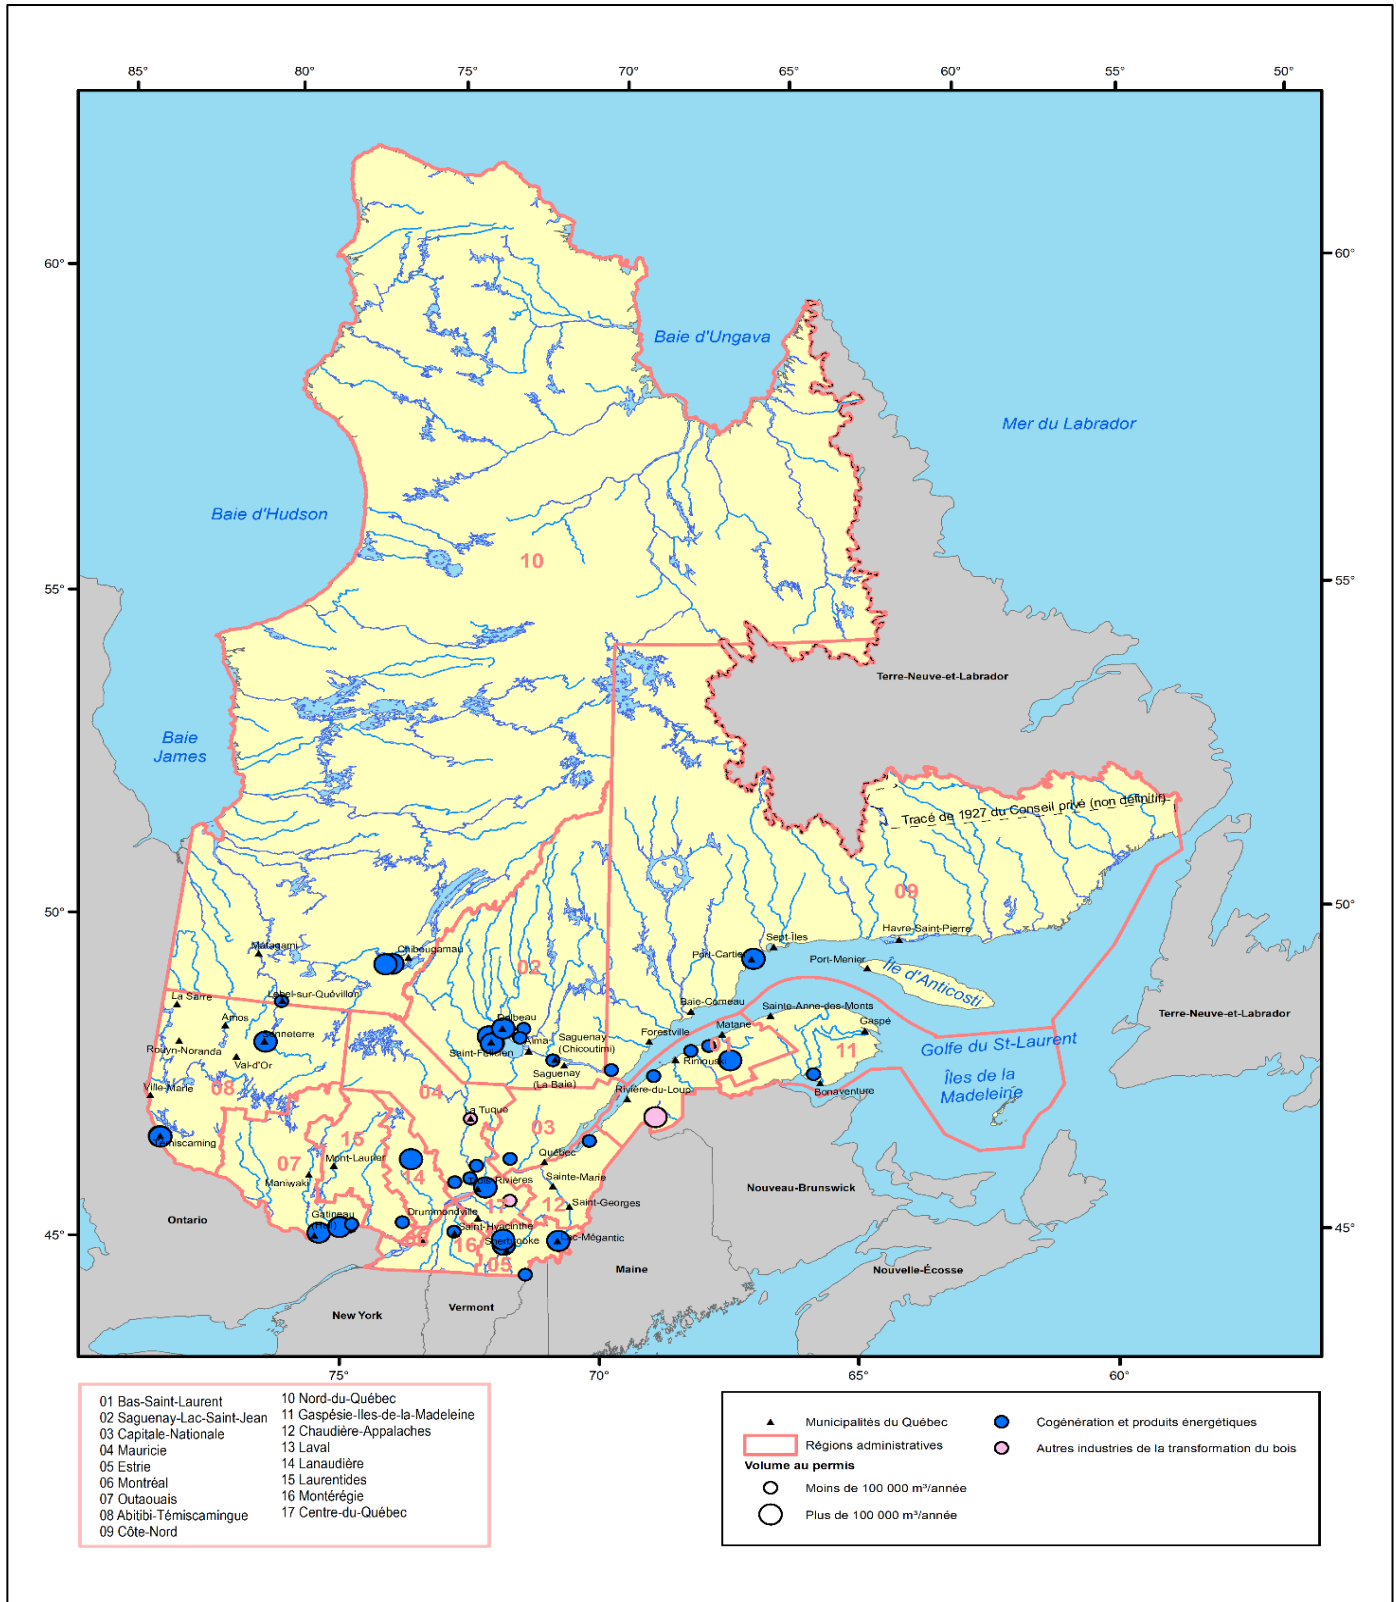 85° 80° 75° 70° 65° 60° 55° 50°
60° 60°
Baie d'Ungava
Mer du Labrador
Baie d'Hudson
10
55° 55°
Terre-Neuve-et-Labrador
Baie
James
Tracé de 1927 du Conseil privé (non définitif)
09
50° 50°
Havre-Saint-Pierre
Sept-Îles
Matagami
Chibougamau
Port-Cartier
Port-Menier
02
Île d'Anticosti
La Sarre
Lebel-sur-Quévillon
Baie-Comeau
Sainte-Anne-des-Monts
Amos
Dolbeau
Matane
Gaspé
Senneterre
Alma
Saguenay
(Chicoutimi)
Forestville
01
11
Golfe du St-Laurent
Terre-Neuve-et-Labrador
Rouyn-Noranda
Val-d'Or
Saint-Félicien
Rimouski
Saguenay
(La Baie)
Îles de la
Madeleine
Ville-Marie
08
04
Rivière-du-Loup
Bonaventure
La Tuque
03
Témiscaming
15
07
Mont-Laurier
Maniwaki
14
Québec
Trois-Rivières
Sainte-Marie
Nouveau-Brunswick
17
12
Saint-Georges
Ontario
Gatineau
(Hull)
Drummondville
Saint-Hyacinthe
45° 45°
16
Sherbrooke
Lac-Mégantic
05
Maine
Nouvelle-Écosse
New York
Vermont
75° 70° 65° 60°
01 Bas-Saint-Laurent
02 Saguenay-Lac-Saint-Jean
03 Capitale-Nationale
04 Mauricie
05 Estrie
06 Montréal
07 Outaouais
08 Abitibi-Témiscamingue
09 Côte-Nord
10 Nord-du-Québec
11 Gaspésie-Iles-de-la-Madeleine
12 Chaudière-Appalaches
13 Laval
14 Lanaudière
15 Laurentides
16 Montérégie
17 Centre-du-Québec
Municipalités du Québec
Régions administratives
Volume au permis
Moins de 100 000 m³/année
Plus de 100 000 m³/année
Cogénération et produits énergétiques
Autres industries de la transformation du bois